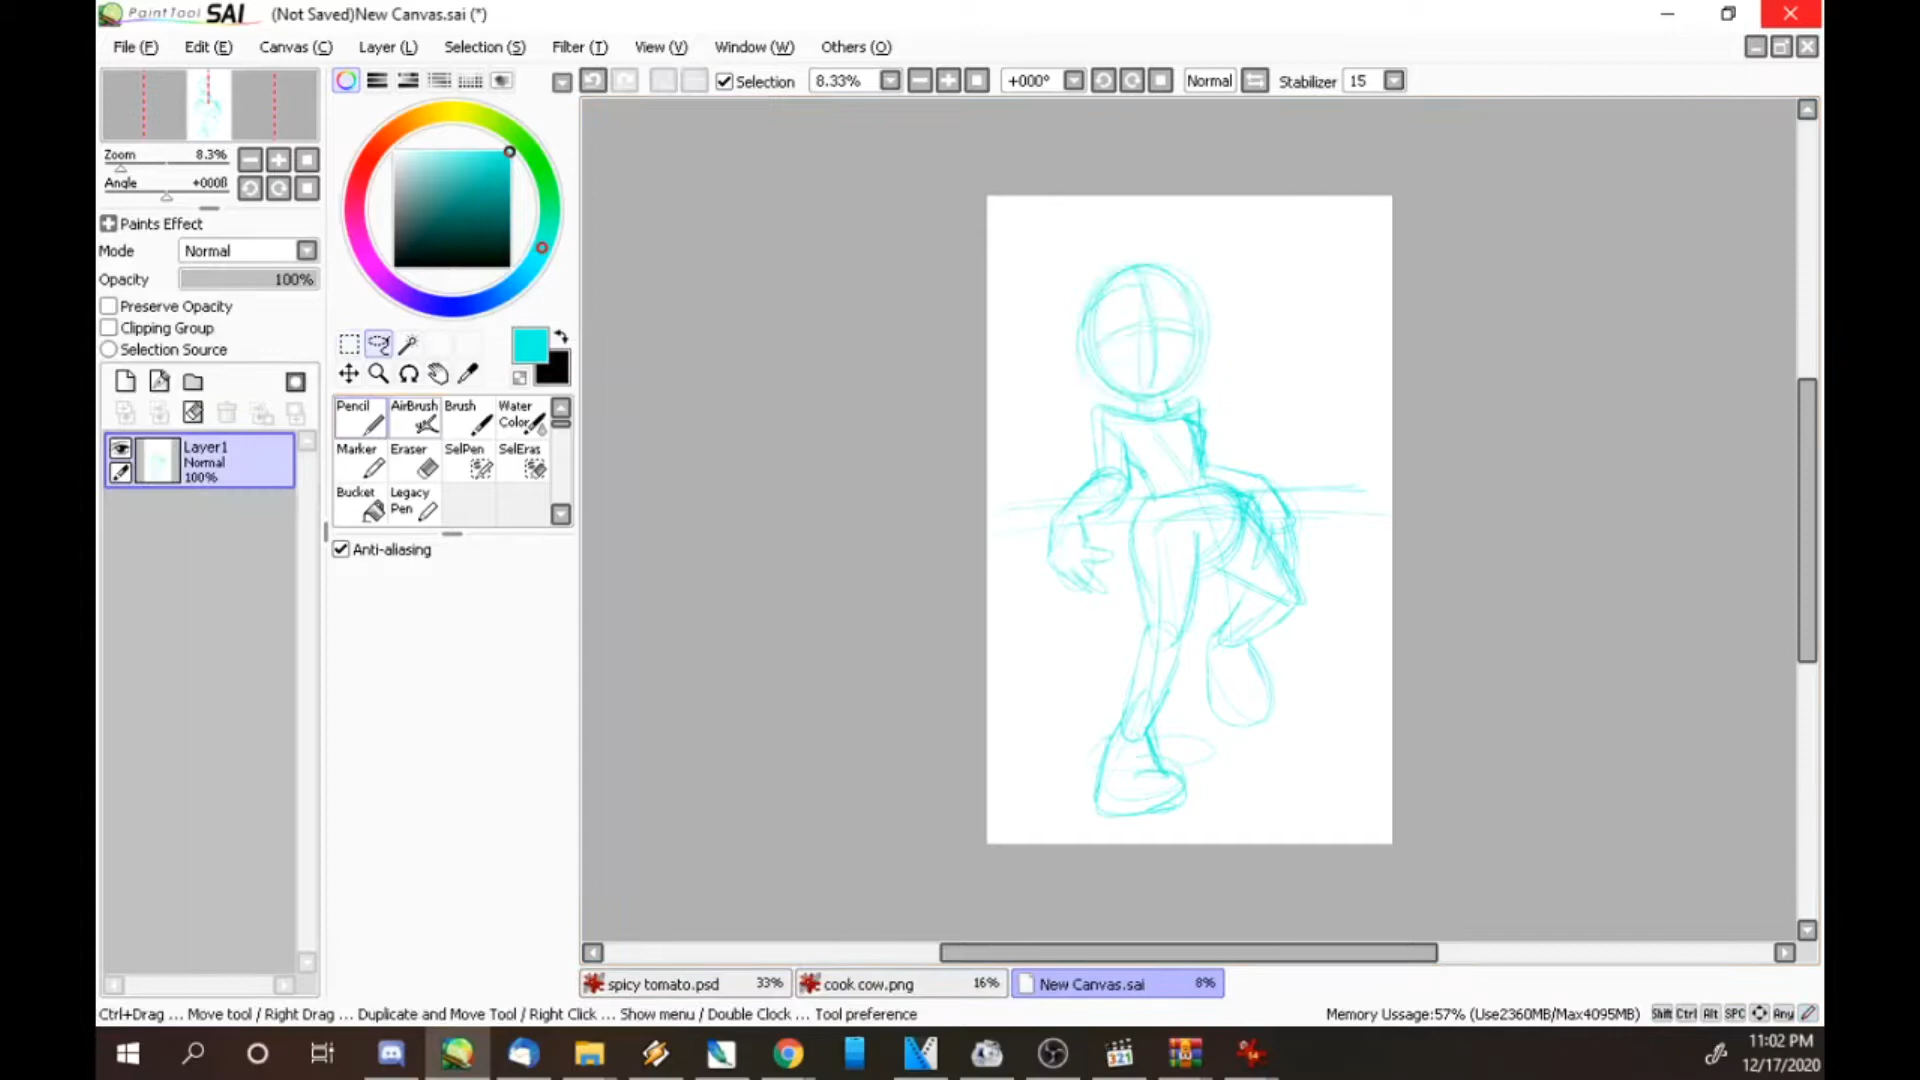 PaintTool SAI (Not Saved)New Canvas.sai (*)
File (F) Edit (E) Canvas (C) Layer (L) Selection (S) Filter (T) View (V) Window (W) Others (O)
Selection 8.33% +000° Normal Stabilizer 15
Zoom 8.3%
Angle +000ß
Paints Effect
Mode Normal
Opacity 100%
Preserve Opacity
Clipping Group
Selection Source
Layer1
Normal
100%
Pencil AirBrush Brush Water Color
Marker Eraser SelPen SelEras
Bucket Legacy Pen
Anti-aliasing
spicy tomato.psd 33% cook cow.png 16% New Canvas.sai 8%
Ctrl+Drag ... Move tool / Right Drag ... Duplicate and Move Tool / Right Click ... Show menu / Double Clock ... Tool preference
Memory Ussage:57% (Use2360MB/Max4095MB) Shift Ctrl Alt SPC Any
321
11:02 PM
12/17/2020